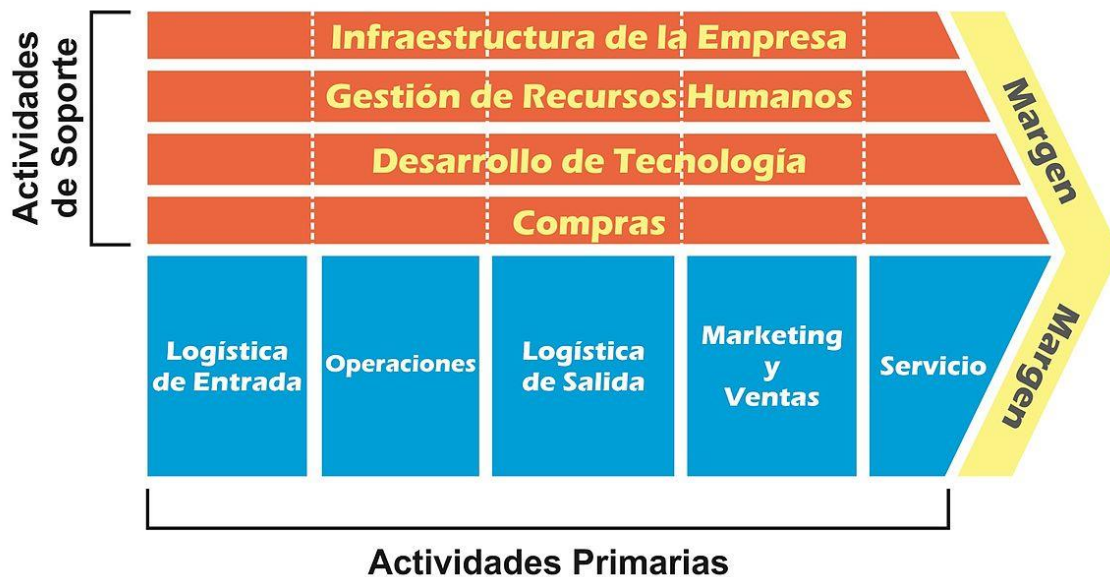 Actividades
de Soporte
Infraestructura de la Empresa
Gestión de Recursos Humanos
Desarrollo de Tecnología
Compras
Margen
Logística
de Entrada
Operaciones
Logística
de Salida
Marketing
y
Ventas
Servicio
Margen
Actividades Primarias